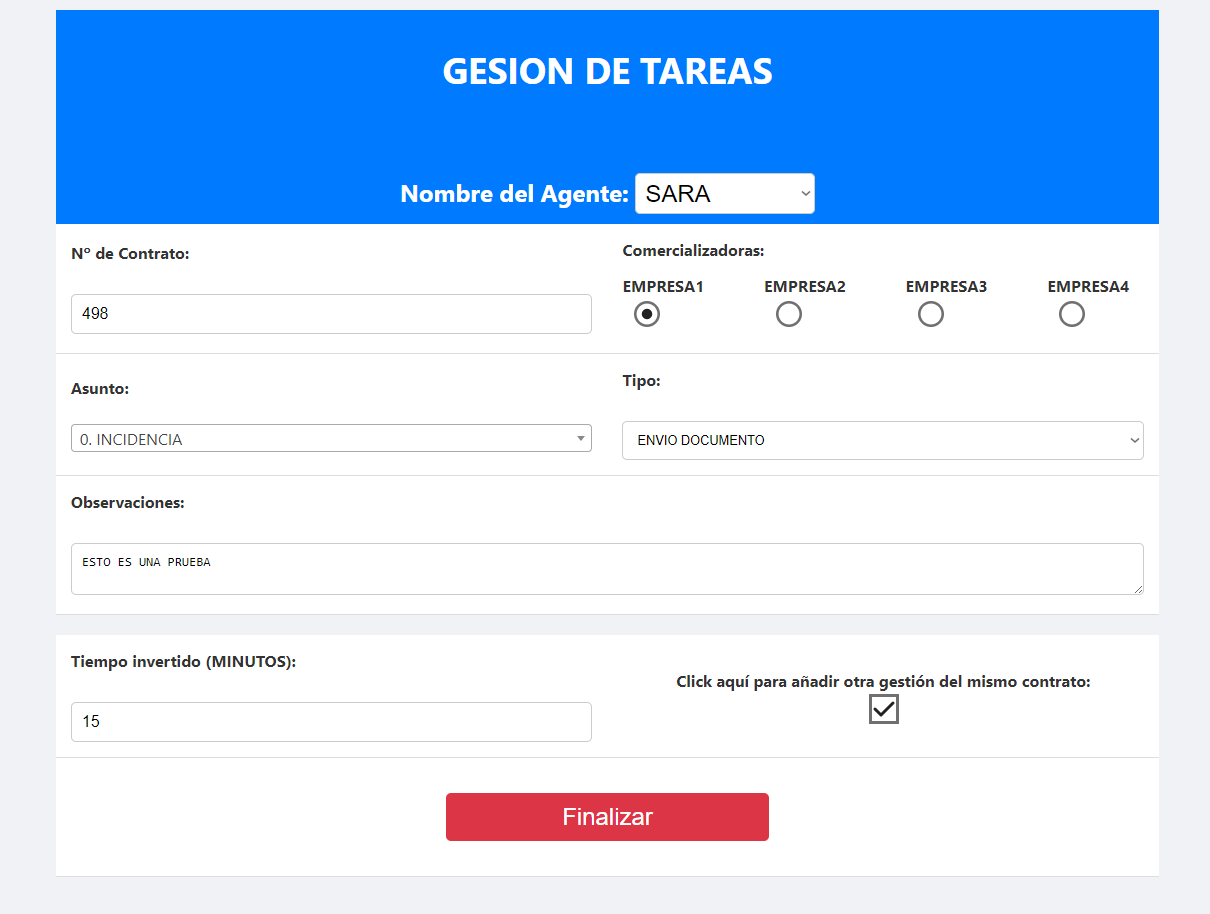 GESION DE TAREAS
Nombre del Agente: SARA
Nº de Contrato:
498
Comercializadoras:
EMPRESA1 EMPRESA2 EMPRESA3 EMPRESA4
Asunto:
0. INCIDENCIA
Tipo:
ENVIO DOCUMENTO
Observaciones:
ESTO ES UNA PRUEBA
Tiempo invertido (MINUTOS):
15
Click aquí para añadir otra gestión del mismo contrato:
Finalizar